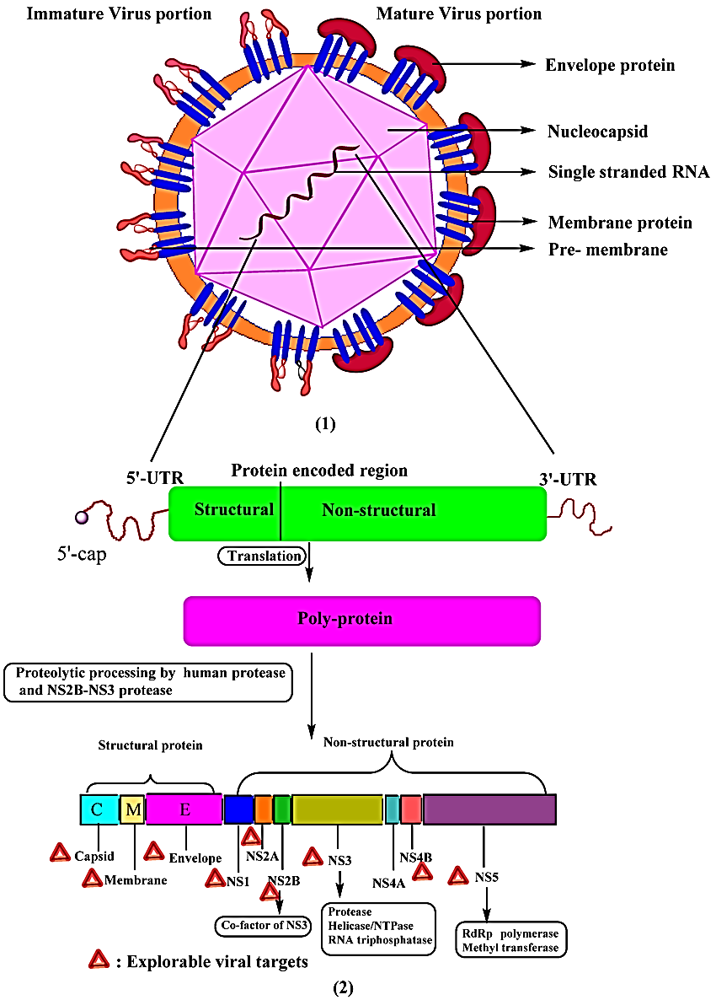 Immature Virus portion
Mature Virus portion
Envelope protein
Nucleocapsid
Single stranded RNA
Membrane protein
Pre- membrane
(1)
5'-UTR
Protein encoded region
3'-UTR
Structural
Non-structural
5'-cap
Translation
Poly-protein
Proteolytic processing by human protease
and NS2B-NS3 protease
Structural protein
Non-structural protein
C
M
E
Capsid
Membrane
Envelope
NS1
NS2A
NS2B
NS3
NS4A
NS4B
NS5
Co-factor of NS3
Protease
Helicase/NTPase
RNA triphosphatase
RdRp polymerase
Methyl transferase
: Explorable viral targets
(2)